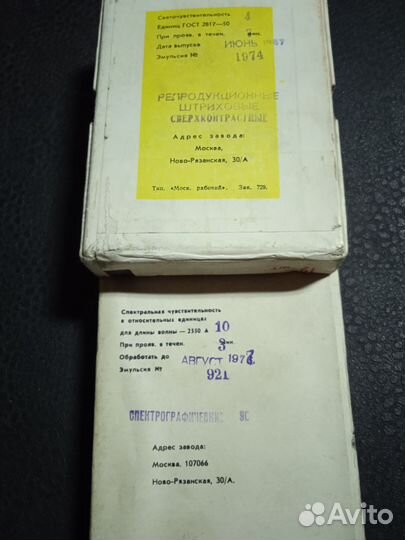 Светочувствительность 4
Единиц ГОСТ 2817—50
При прояв. в течен. мин.
Дата выпуска ИЮНЬ 1967
Эмульсия № 1974
РЕПРОДУКЦИОННЫЕ
ШТРИХОВЫЕ
СВЕРХКОНТРАСТНЫЕ
Адрес завода:
Москва,
Ново-Рязанская, 30/А
Тип. «Моск. рабочий». Зак. 729.
Спектральная чувствительность
в относительных единицах
для длины волны — 2550 А 10
При прояв. в течен. 3 мин.
Обработать до АВГУСТ 1977
Эмульсия № 921
СПЕКТРОГРАФИЧЕСКИЕ
Адрес завода:
Москва, 107066
Ново-Рязанская, 30/А.
Avito